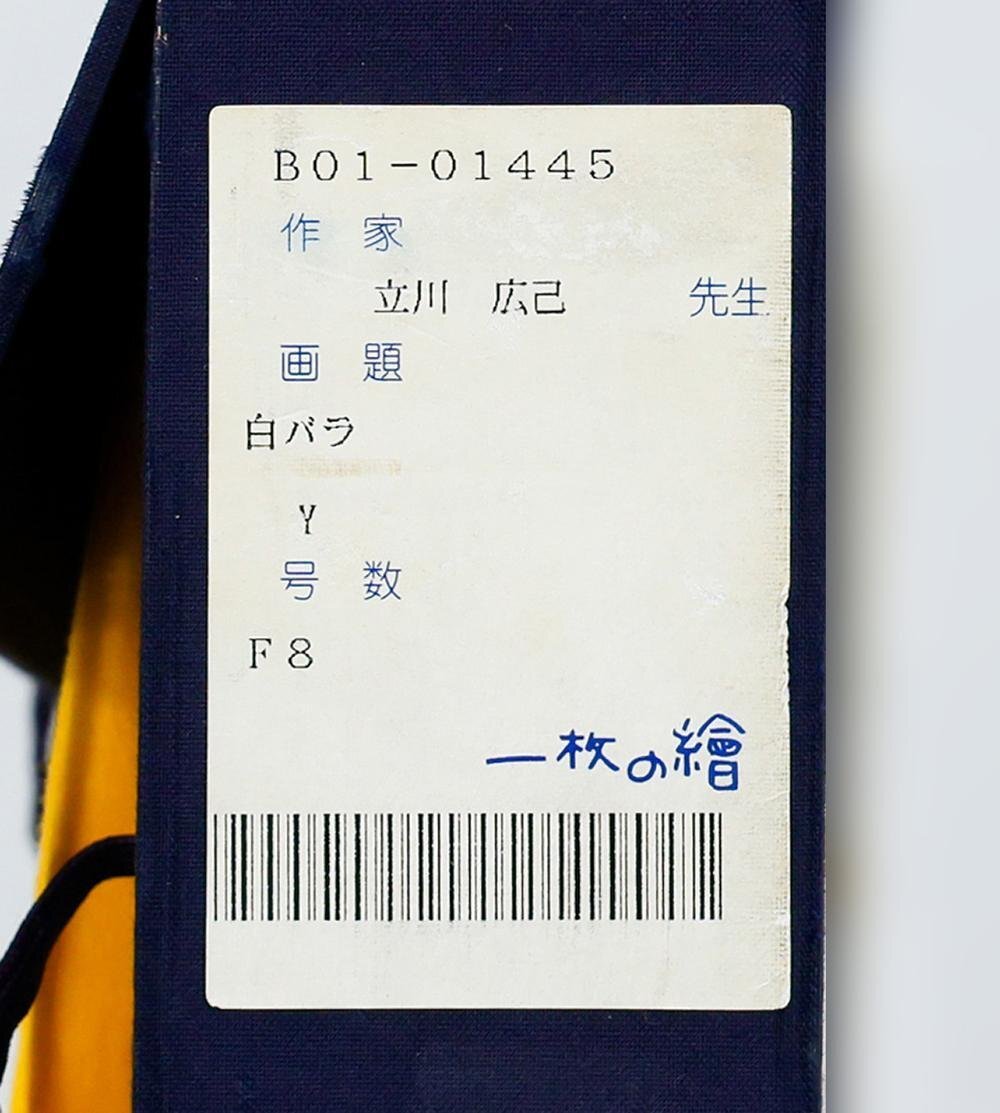 B01-01445
作 家
立川 広己 先生
画 題
白バラ
Y
号 数
F8
一枚の繪